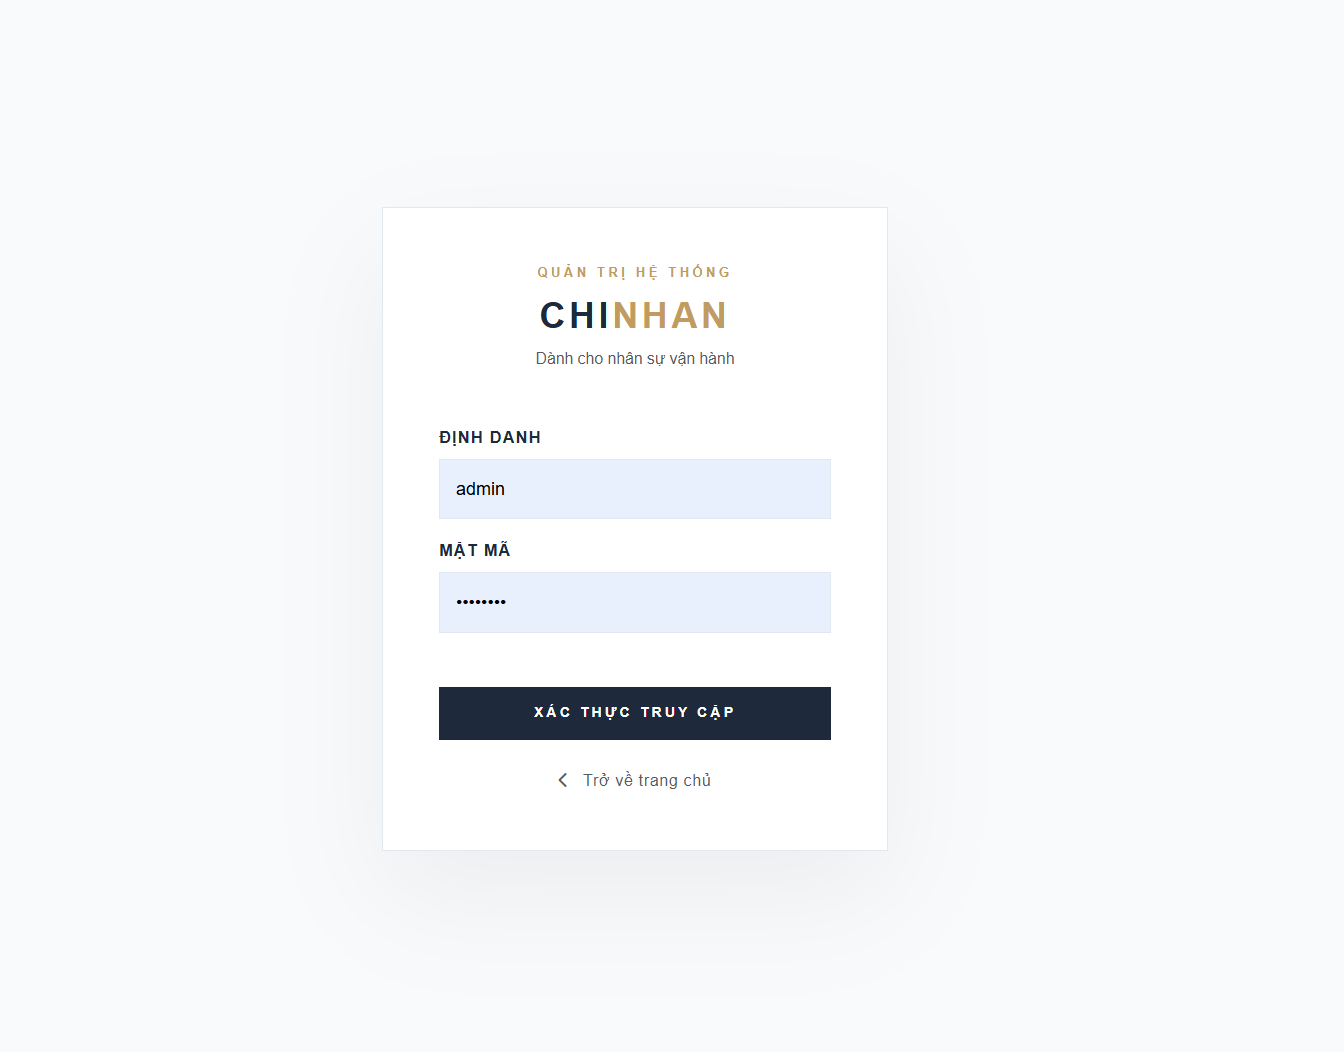 QUẢN TRỊ HỆ THỐNG
CHINHAN
Dành cho nhân sự vận hành
ĐỊNH DANH
admin
MẬT MÃ
••••••••
XÁC THỰC TRUY CẬP
Trở về trang chủ